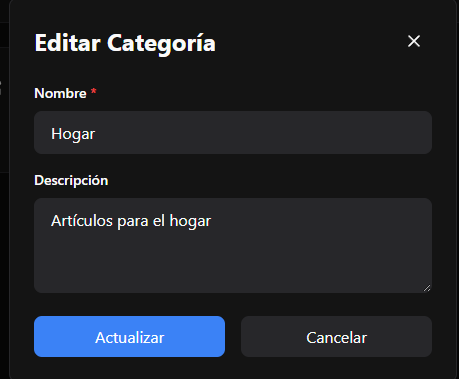 Editar Categoría
Nombre *
Hogar
Descripción
Artículos para el hogar
Actualizar
Cancelar